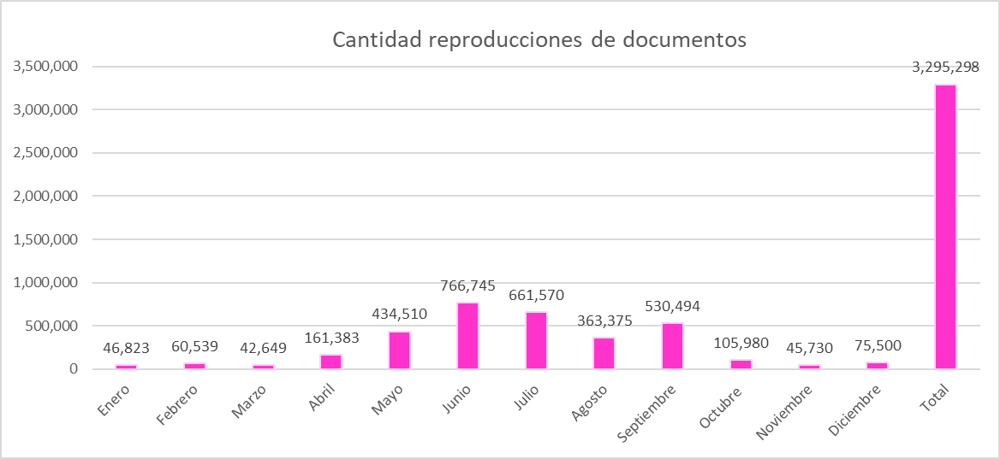 Cantidad reproducciones de documentos
3,500,000
3,000,000
2,500,000
2,000,000
1,500,000
1,000,000
500,000
0
46,823
60,539
42,649
161,383
434,510
766,745
661,570
363,375
530,494
105,980
45,730
75,500
3,295,298
Enero
Febrero
Marzo
Abril
Mayo
Junio
Julio
Agosto
Septiembre
Octubre
Noviembre
Diciembre
Total